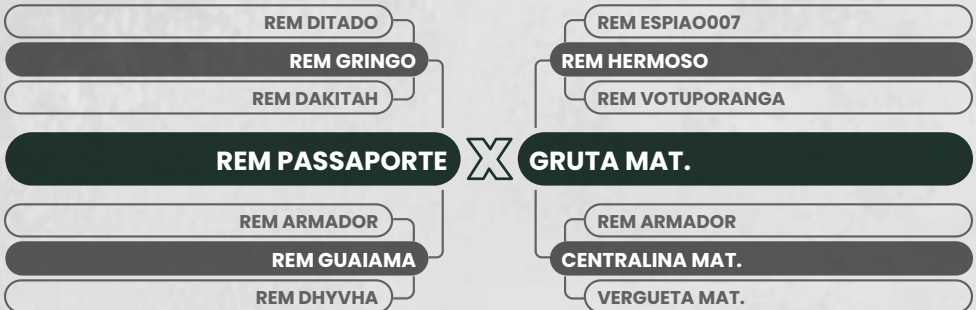 REM DITADO
REM GRINGO
REM DAKITAH
REM PASSAPORTE
REM ARMADOR
REM GUAIAMA
REM DHYVHA
X
REM ESPIAO007
REM HERMOSO
REM VOTUPORANGA
GRUTA MAT.
REM ARMADOR
CENTRALINA MAT.
VERGUETA MAT.